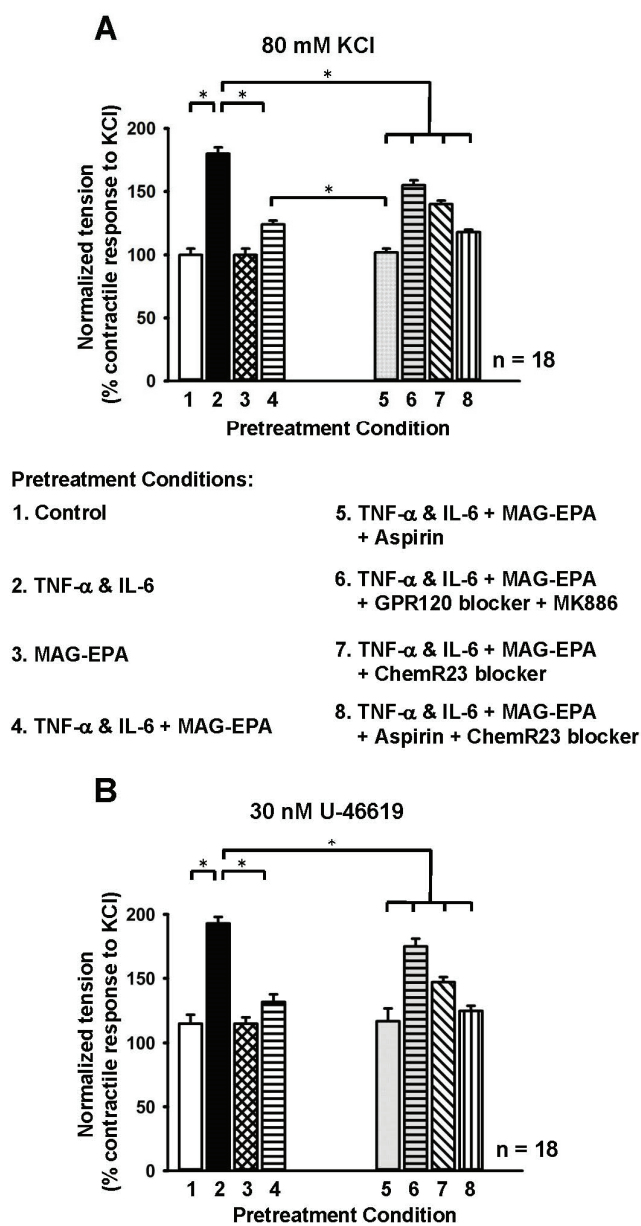 A
80 mM KCl
*
* *
*
Normalized tension
(% contractile response to KCl)
200
150
100
50
0
n = 18
1 2 3 4 5 6 7 8
Pretreatment Condition
Pretreatment Conditions:
1. Control
2. TNF-α & IL-6
3. MAG-EPA
4. TNF-α & IL-6 + MAG-EPA
5. TNF-α & IL-6 + MAG-EPA
+ Aspirin
6. TNF-α & IL-6 + MAG-EPA
+ GPR120 blocker + MK886
7. TNF-α & IL-6 + MAG-EPA
+ ChemR23 blocker
8. TNF-α & IL-6 + MAG-EPA
+ Aspirin + ChemR23 blocker
B
30 nM U-46619
*
* *
Normalized tension
(% contractile response to KCl)
200
150
100
50
0
n = 18
1 2 3 4 5 6 7 8
Pretreatment Condition